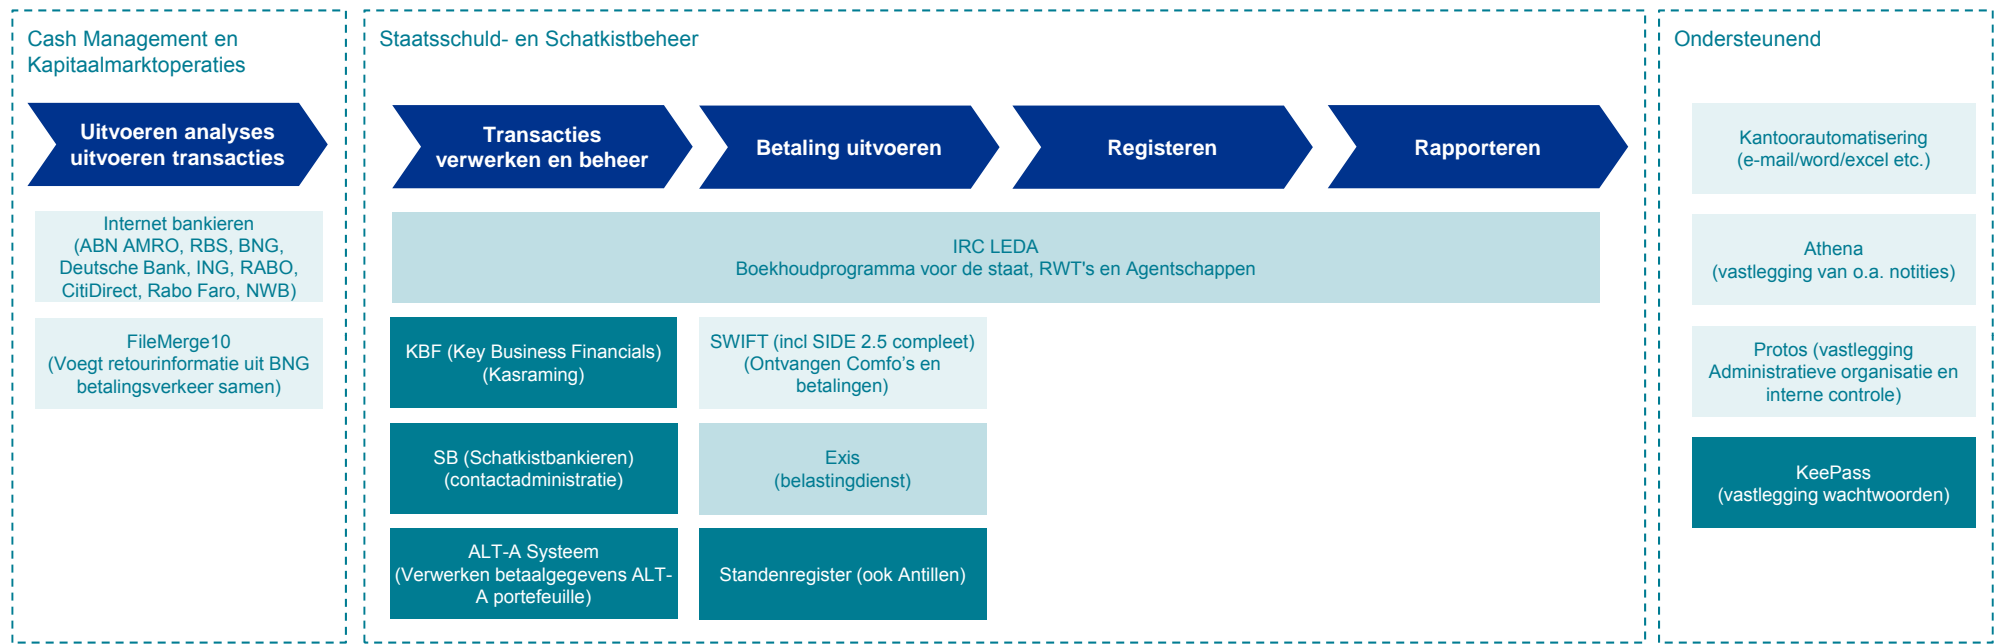 Cash Management en
Kapitaalmarktoperaties
Uitvoeren analyses
uitvoeren transacties
Internet bankieren
(ABN AMRO, RBS, BNG,
Deutsche Bank, ING, RABO,
CitiDirect, Rabo Faro, NWB)
FileMerge10
(Voegt retourinformatie uit BNG
betalingsverkeer samen)
Staatsschuld- en Schatkistbeheer
Transacties
verwerken en beheer
Betaling uitvoeren
Registeren
Rapporteren
IRC LEDA
Boekhoudprogramma voor de staat, RWT's en Agentschappen
KBF (Key Business Financials)
(Kasraming)
SB (Schatkistbankieren)
(contactadministratie)
ALT-A Systeem
(Verwerken betaalgegevens ALT-
A portefeuille)
SWIFT (incl SIDE 2.5 compleet)
(Ontvangen Comfo’s en
betalingen)
Exis
(belastingdienst)
Standenregister (ook Antillen)
Ondersteunend
Kantoorautomatisering
(e-mail/word/excel etc.)
Athena
(vastlegging van o.a. notities)
Protos (vastlegging
Administratieve organisatie en
interne controle)
KeePass
(vastlegging wachtwoorden)